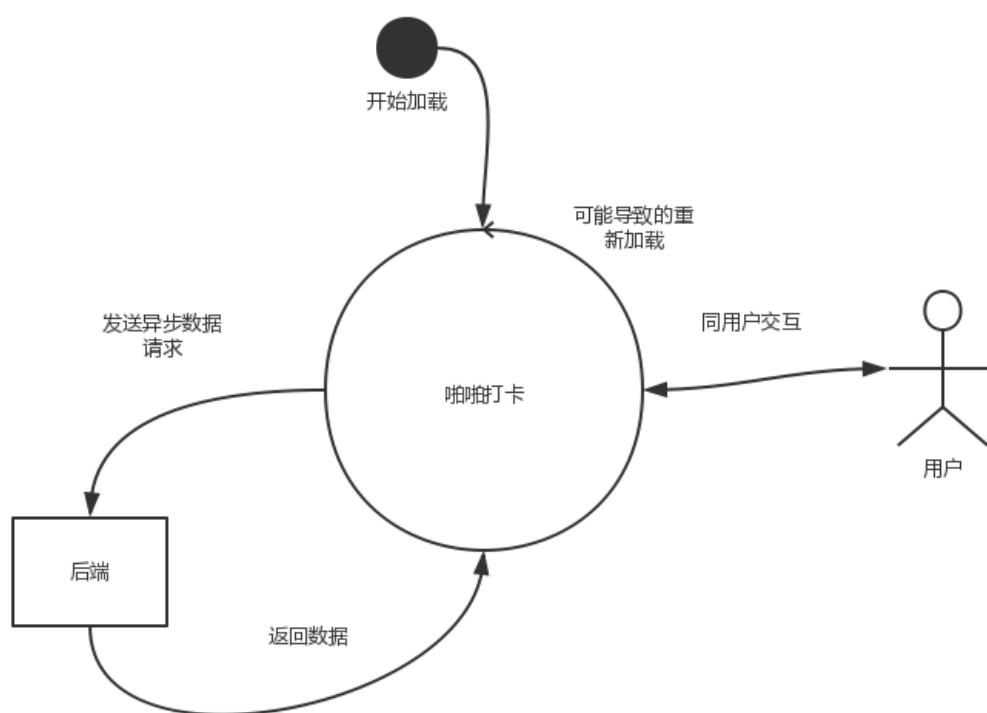 开始加载
可能导致的重
新加载
发送异步数据
请求
同用户交互
啪啪打卡
用户
后端
返回数据